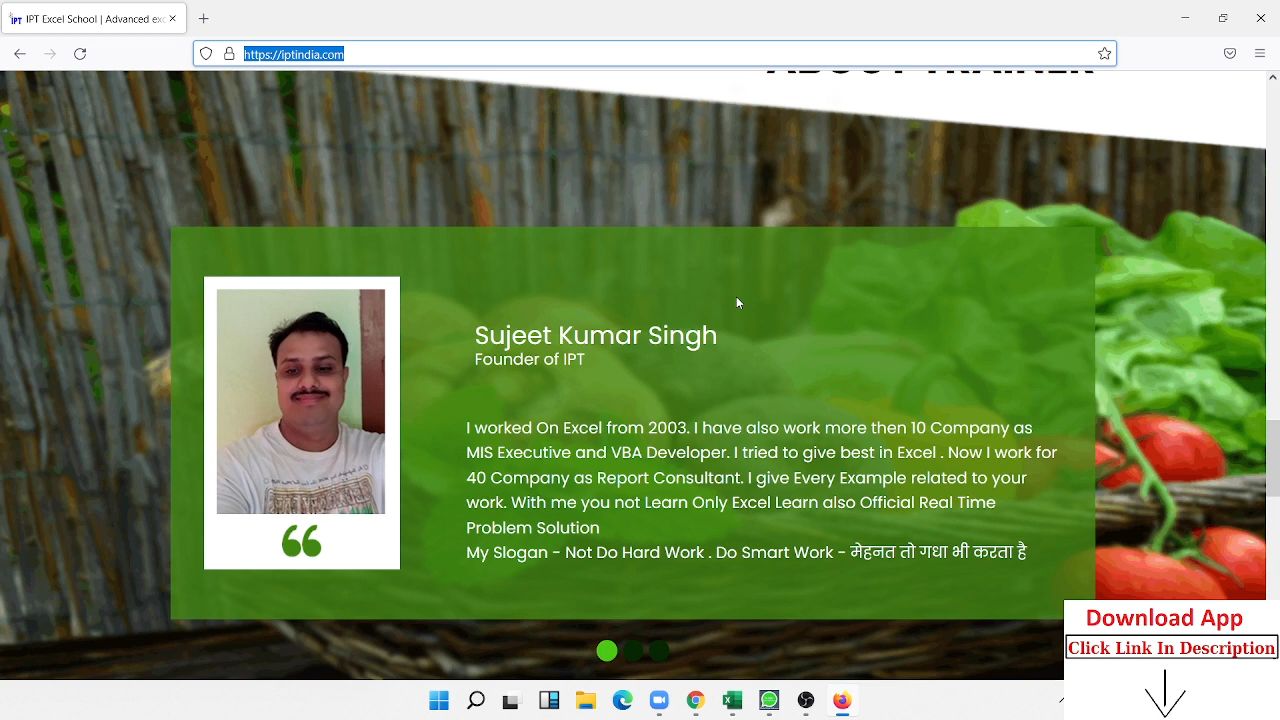 IPT Excel School | Advanced exc
https://iptindia.com
ABOUT TRAINER
Sujeet Kumar Singh
Founder of IPT
I worked On Excel from 2003. I have also work more then 10 Company as
MIS Executive and VBA Developer. I tried to give best in Excel . Now I work for
40 Company as Report Consultant. I give Every Example related to your
work. With me you not Learn Only Excel Learn also Official Real Time
Problem Solution
My Slogan - Not Do Hard Work . Do Smart Work - मेहनत तो गधा भी करता है
Download App
Click Link In Description